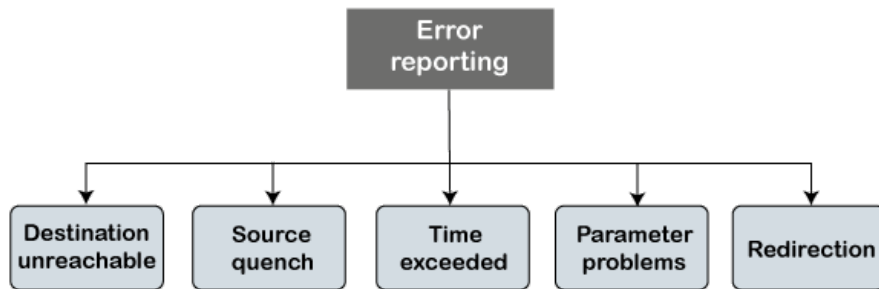 Error
reporting
Destination
unreachable
Source
quench
Time
exceeded
Parameter
problems
Redirection